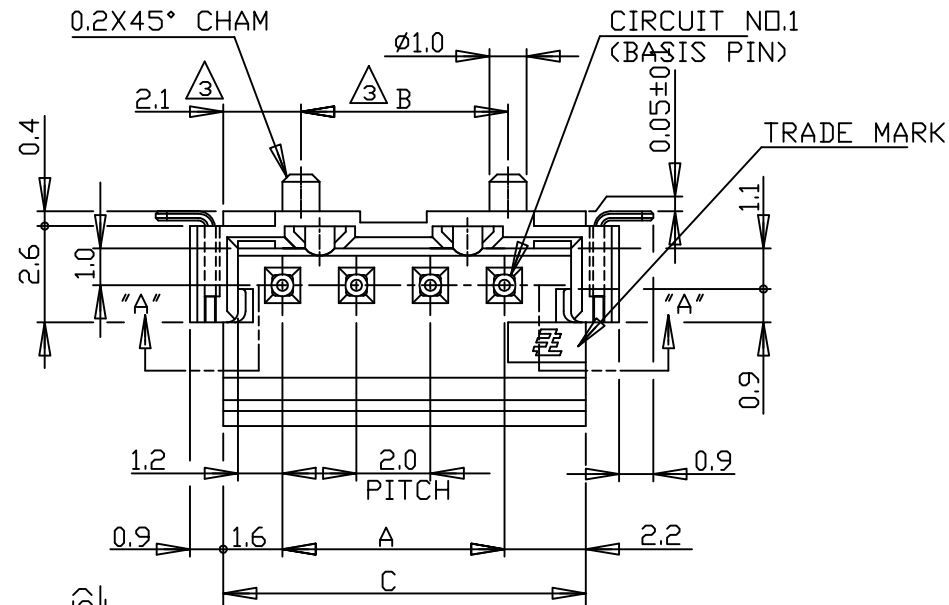 0.2X45° CHAM
CIRCUIT NO.1
(BASIS PIN)
ø1.0
3
3
2.1
B
0.05±0
TRADE MARK
0.4
1.1
2.6
1.0
"A"
"A"
0.9
1.2
2.0
PITCH
0.9
0.9
1.6
A
2.2
C